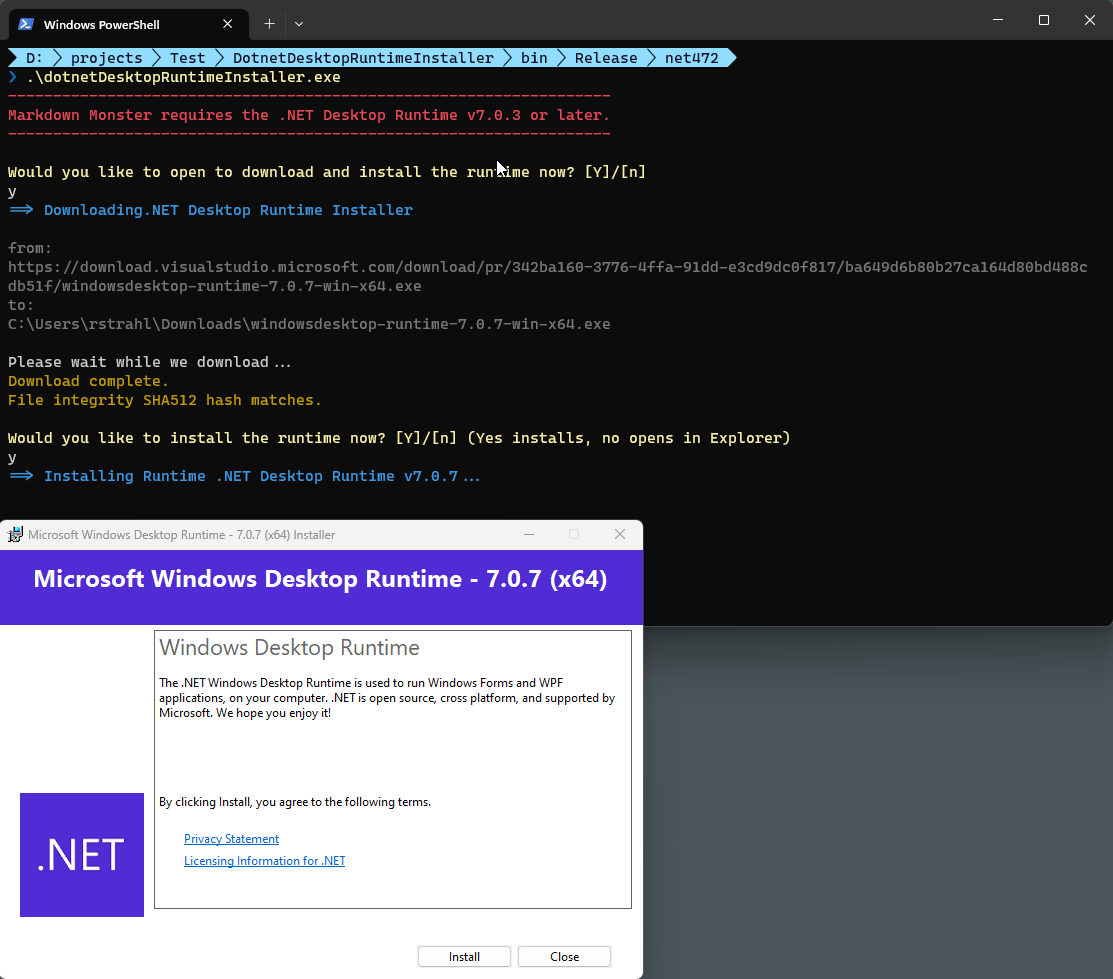 Windows PowerShell
D: projects Test DotnetDesktopRuntimeInstaller bin Release net472
❯ .\dotnetDesktopRuntimeInstaller.exe
-------------------------------------------------------------------
Markdown Monster requires the .NET Desktop Runtime v7.0.3 or later.
-------------------------------------------------------------------
Would you like to open to download and install the runtime now? [Y]/[n]
y
==> Downloading.NET Desktop Runtime Installer
from:
https://download.visualstudio.microsoft.com/download/pr/342ba160-3776-4ffa-91dd-e3cd9dc0f817/ba649d6b80b27ca164d80bd488c
db51f/windowsdesktop-runtime-7.0.7-win-x64.exe
to:
C:\Users\rstrahl\Downloads\windowsdesktop-runtime-7.0.7-win-x64.exe
Please wait while we download...
Download complete.
File integrity SHA512 hash matches.
Would you like to install the runtime now? [Y]/[n] (Yes installs, no opens in Explorer)
y
==> Installing Runtime .NET Desktop Runtime v7.0.7...
Microsoft Windows Desktop Runtime - 7.0.7 (x64) Installer
Microsoft Windows Desktop Runtime - 7.0.7 (x64)
Windows Desktop Runtime
The .NET Windows Desktop Runtime is used to run Windows Forms and WPF
applications, on your computer. .NET is open source, cross platform, and supported by
Microsoft. We hope you enjoy it!
By clicking Install, you agree to the following terms.
Privacy Statement
Licensing Information for .NET
.NET
Install Close